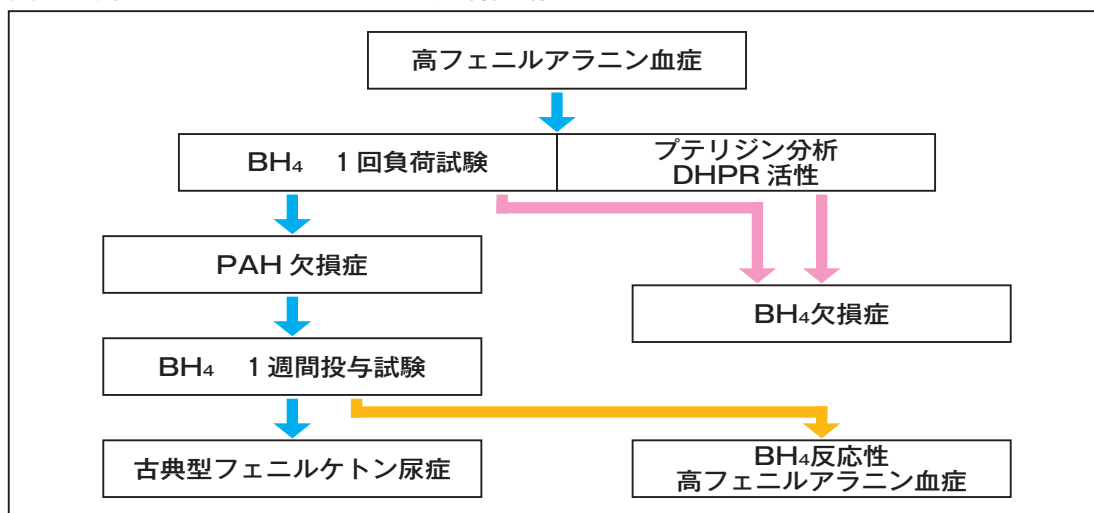 高フェニルアラニン血症
BH₄　1回負荷試験
プテリジン分析
DHPR 活性
PAH 欠損症
BH₄欠損症
BH₄　1週間投与試験
古典型フェニルケトン尿症
BH₄反応性
高フェニルアラニン血症